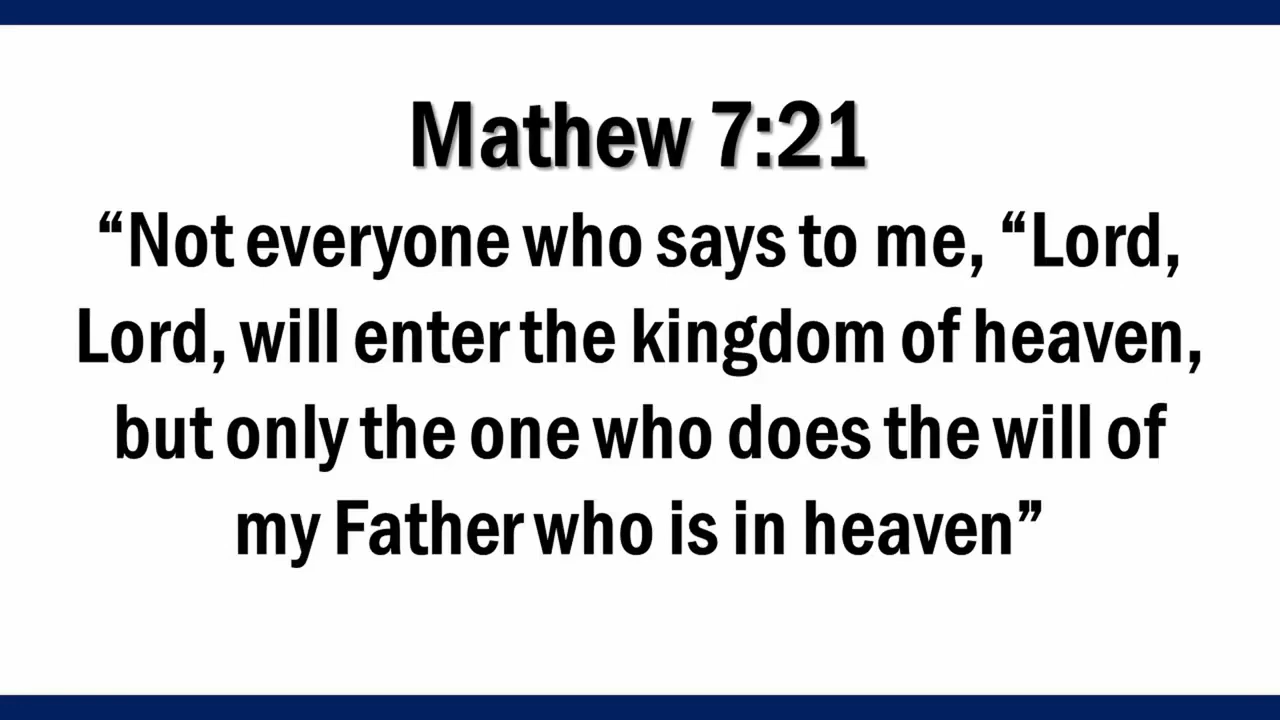 Mathew 7:21
“Not everyone who says to me, “Lord,
Lord, will enter the kingdom of heaven,
but only the one who does the will of
my Father who is in heaven”